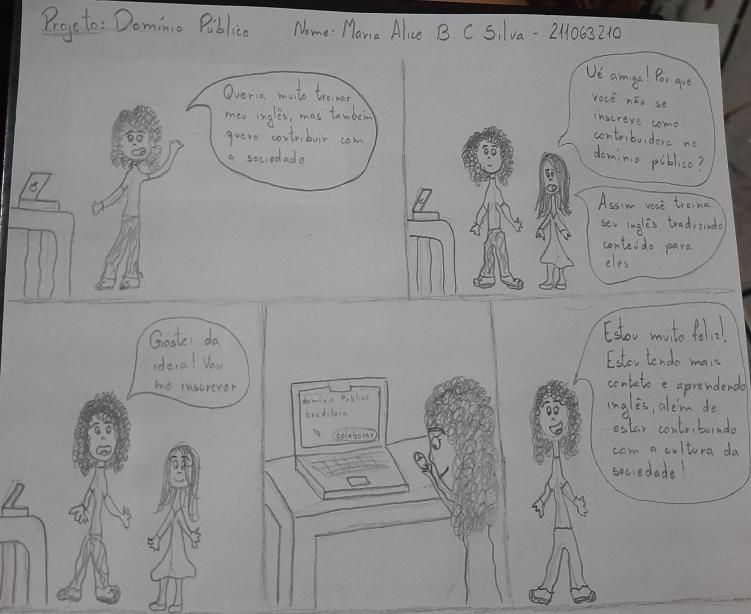 Projeto: Domínio Público Nome: Maria Alice B. C Silva - 211063210
Queria muito treinar
meu inglês, mas também
quero contribuir com
a sociedade
Ué amiga! Por que
você não se
inscreve como
contribuidora no
domínio público?
Assim você treina
seu inglês traduzindo
conteúdo para
eles
Gostei da
ideia! Vou
me inscrever
domínio Público
tradutora
colaborar
Estou muito feliz!
Estou tendo mais
contato e aprendendo
inglês, além de
estar contribuindo
com a cultura da
sociedade!